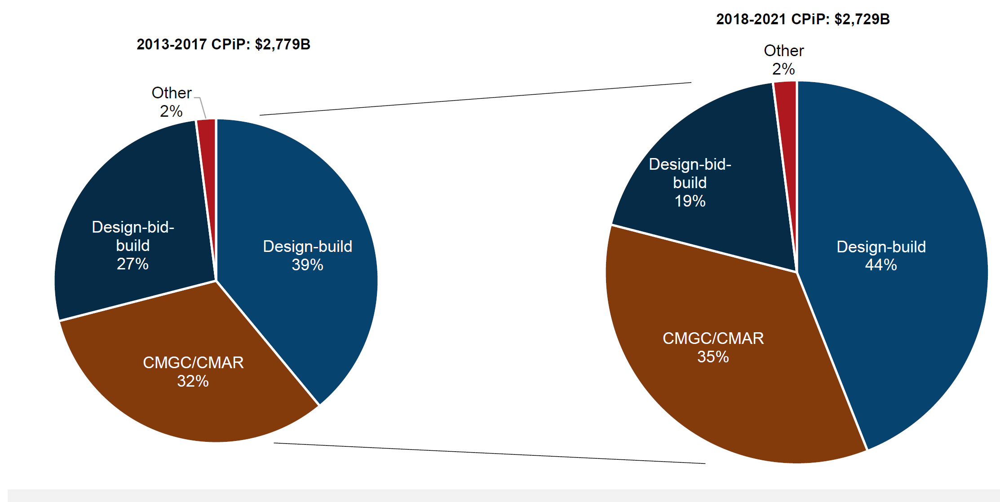 2013-2017 CPiP: $2,779B
Other
2%
Design-build
39%
CMGC/CMAR
32%
Design-bid-
build
27%
2018-2021 CPiP: $2,729B
Other
2%
Design-build
44%
CMGC/CMAR
35%
Design-bid-
build
19%